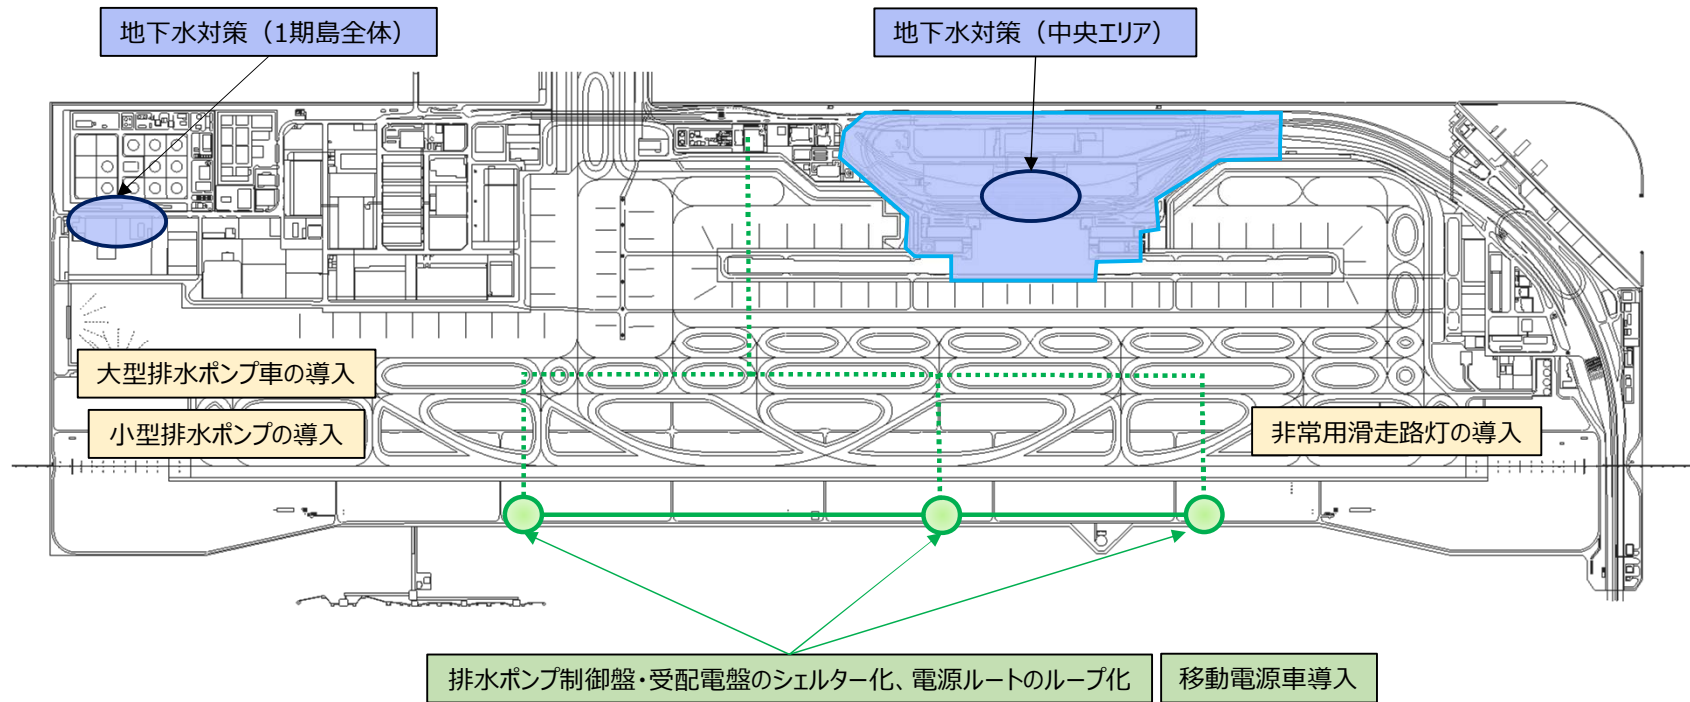 地下水対策（1期島全体）
地下水対策（中央エリア）
大型排水ポンプ車の導入
小型排水ポンプの導入
非常用滑走路灯の導入
排水ポンプ制御盤・受配電盤のシェルター化、電源ルートのループ化
移動電源車導入